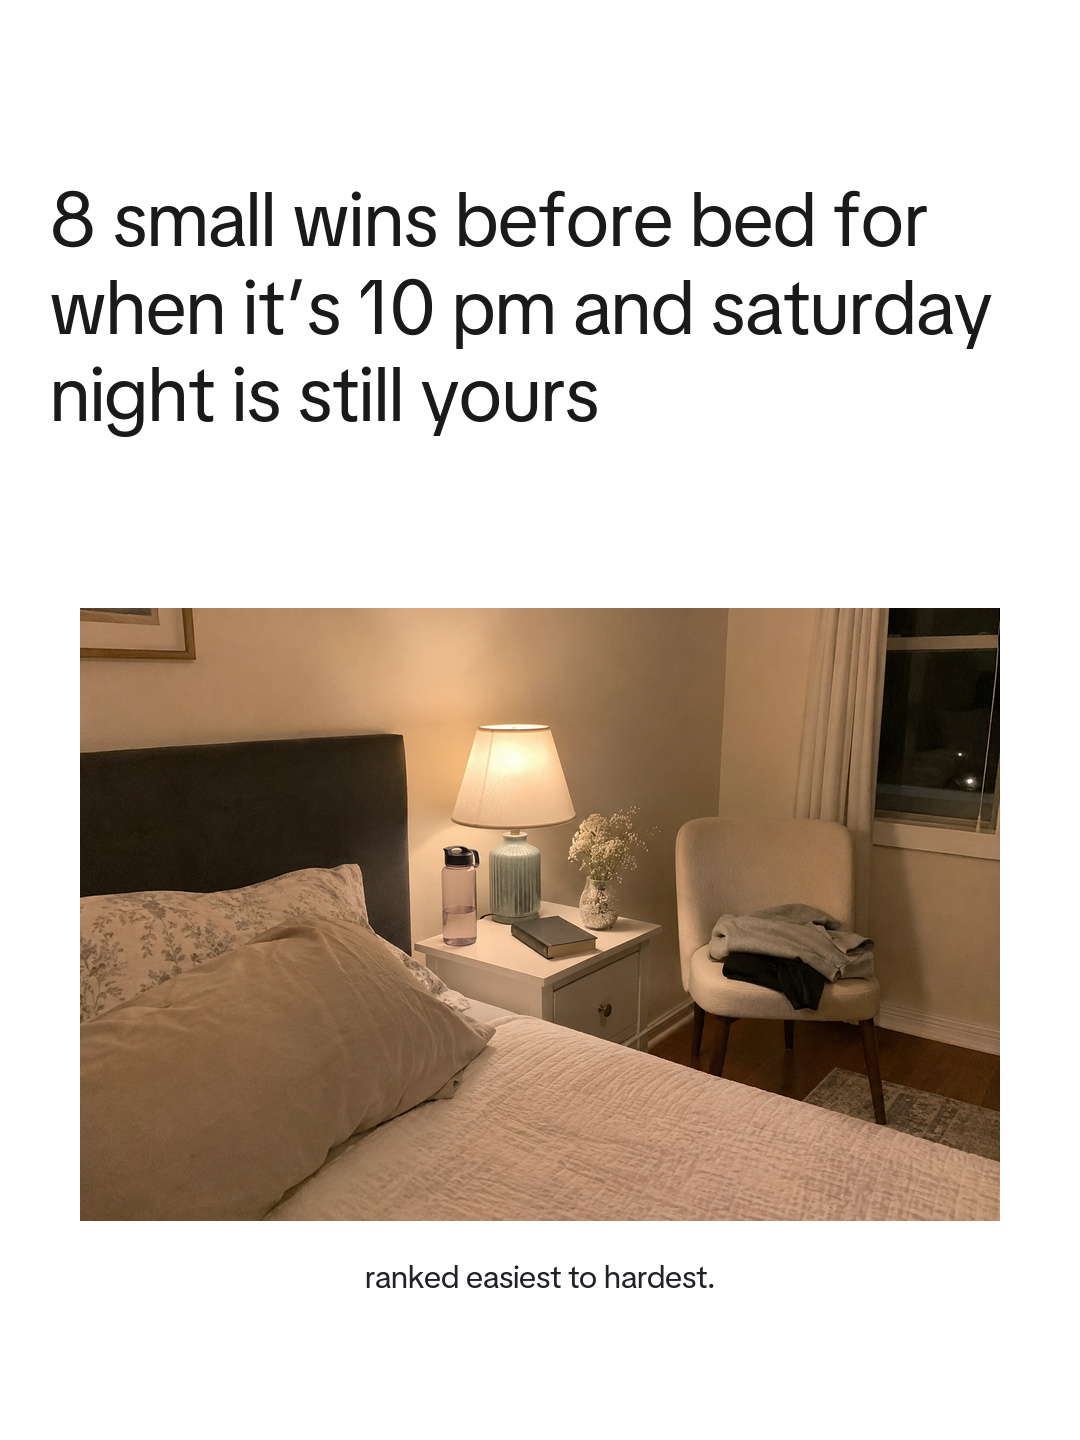 8 small wins before bed for
when it’s 10 pm and saturday
night is still yours
ranked easiest to hardest.